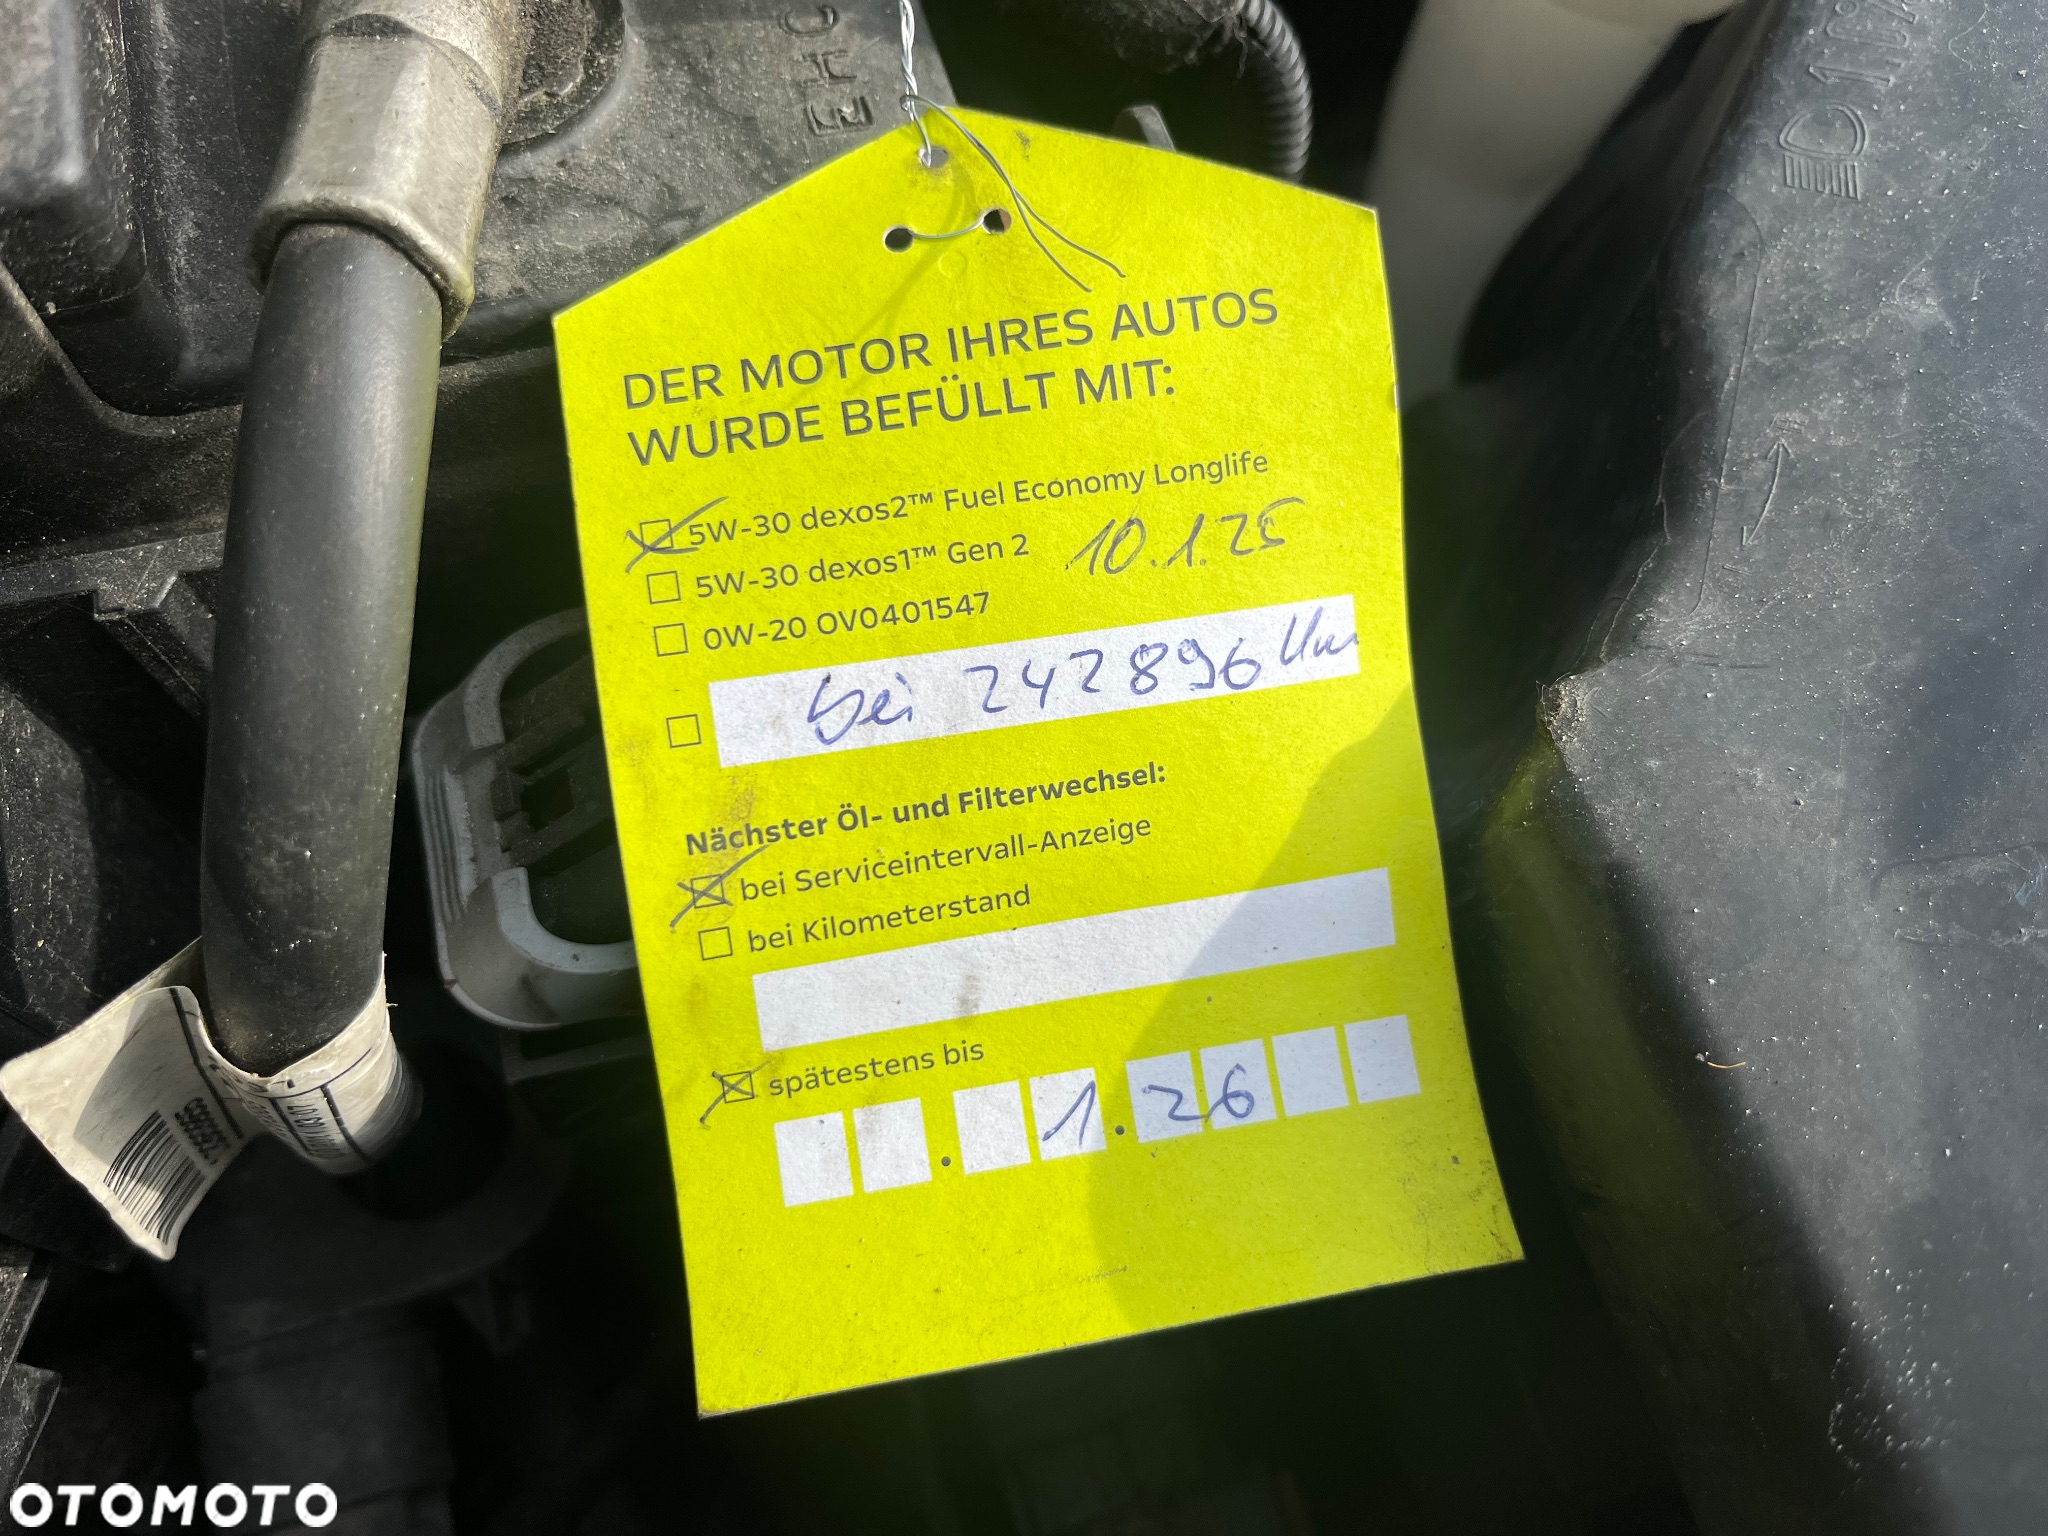 EHC
DER MOTOR IHRES AUTOS
WURDE BEFÜLLT MIT:
5W-30 dexos2™ Fuel Economy Longlife
5W-30 dexos1™ Gen 2 10.1.25
0W-20 OV0401547
bei 242896 km
Nächster Öl- und Filterwechsel:
bei Serviceintervall-Anzeige
bei Kilometerstand
spätestens bis
. 1.26
OTOMOTO